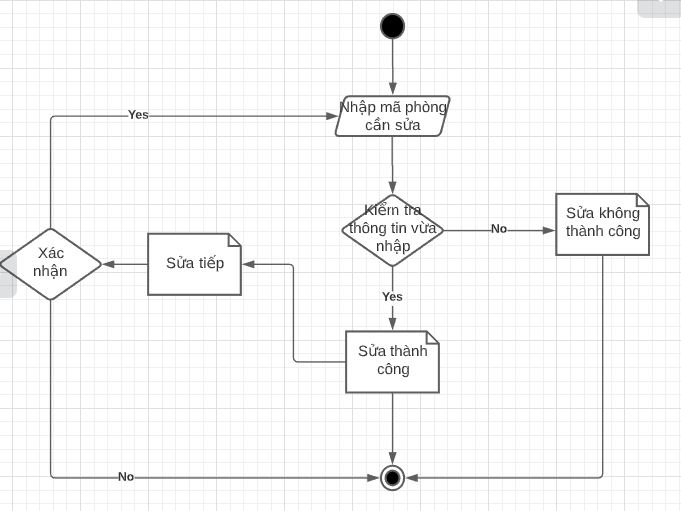 Nhập mã phòng
cần sửa
Yes
Kiểm tra
thông tin vừa
nhập
No
Sửa không
thành công
Xác
nhận
Sửa tiếp
Yes
Sửa thành
công
No